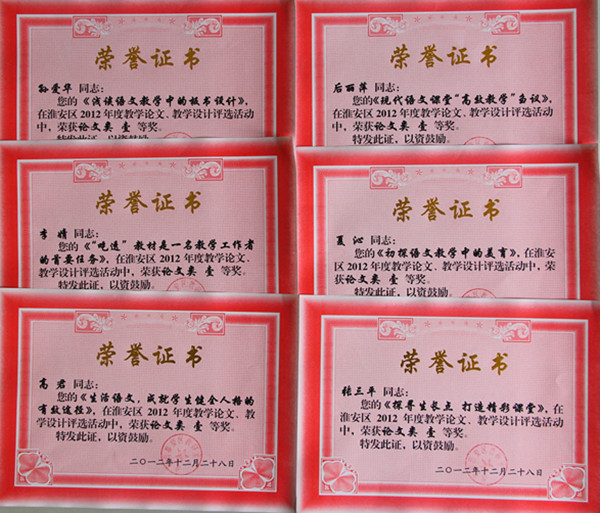 荣誉证书
孙爱华 同志:
您的《浅谈语文教学中的板书设计》,
在淮安区 2012 年度教学论文、教学设计评选活动
中,荣获论文类 壹 等奖。
特发此证,以资鼓励。
荣誉证书
后丽萍 同志:
您的《现代语文课堂“高效教学”刍议》,
在淮安区 2012 年度教学论文、教学设计评选活动
中,荣获论文类 壹 等奖。
特发此证,以资鼓励。
荣誉证书
李婧 同志:
您的《“吃透”教材是一名教学工作者
的首要任务》,在淮安区 2012 年度教学论文、
教学设计评选活动中,荣获论文类 壹 等奖。
特发此证,以资鼓励。
荣誉证书
夏沁 同志:
您的《初探语文教学中的美育》,在淮安
区 2012 年度教学论文、教学设计评选活动
中,荣获论文类 壹 等奖。
特发此证,以资鼓励。
荣誉证书
高君 同志:
您的《生活语文,成就学生健全人格的
有效途径》,在淮安区 2012 年度教学论文、教
学设计评选活动中,荣获论文类 壹 等奖。
特发此证,以资鼓励。
二〇一二年十二月二十八日
荣誉证书
张三平 同志:
您的《探寻生长点 打造精彩课堂》,在
淮安区 2012 年度教学论文、教学设计评选活动
中,荣获论文类 壹 等奖。
特发此证,以资鼓励。
二〇一二年十二月二十八日